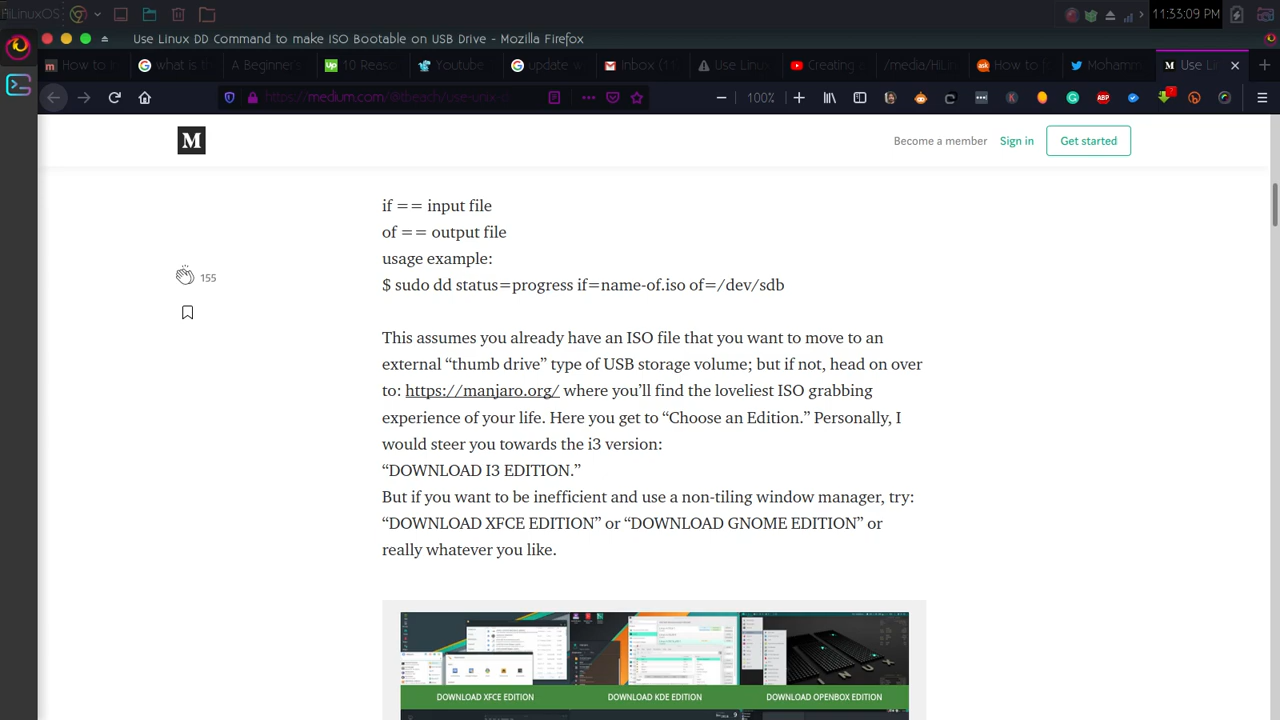 HiLinuxOS
11:33:09 PM
Use Linux DD Command to make ISO Bootable on USB Drive - Mozilla Firefox
How to
what is th
A Beginne
10 Reas
Youtube
update w
Inbox (1
Use Linu
Creating
/media/HiL
How to
Mohamm
Use Li
https://medium.com/@tbeach/use-unix-
100%
ABP
M
Become a member
Sign in
Get started
if == input file
of == output file
usage example:
$ sudo dd status=progress if=name-of.iso of=/dev/sdb
155
This assumes you already have an ISO file that you want to move to an
external “thumb drive” type of USB storage volume; but if not, head on over
to: https://manjaro.org/ where you’ll find the loveliest ISO grabbing
experience of your life. Here you get to “Choose an Edition.” Personally, I
would steer you towards the i3 version:
“DOWNLOAD I3 EDITION.”
But if you want to be inefficient and use a non-tiling window manager, try:
“DOWNLOAD XFCE EDITION” or “DOWNLOAD GNOME EDITION” or
really whatever you like.
DOWNLOAD XFCE EDITION
DOWNLOAD KDE EDITION
DOWNLOAD OPENBOX EDITION